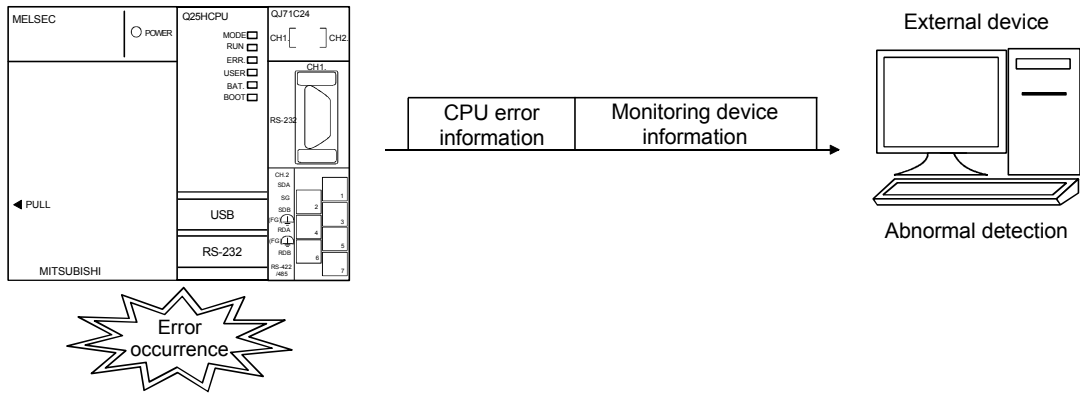 MELSEC
POWER
Q25HCPU
MODE
RUN
ERR.
USER
BAT.
BOOT
QJ71C24
CH1.
CH2.
CH1.
RS-232
CH.2
SDA
SG
SDB
(FG)
RDA
(FG)
RDB
RS-422
/485
1
2
3
4
5
6
7
PULL
USB
RS-232
MITSUBISHI
Error
occurrence
CPU error
information
Monitoring device
information
External device
Abnormal detection